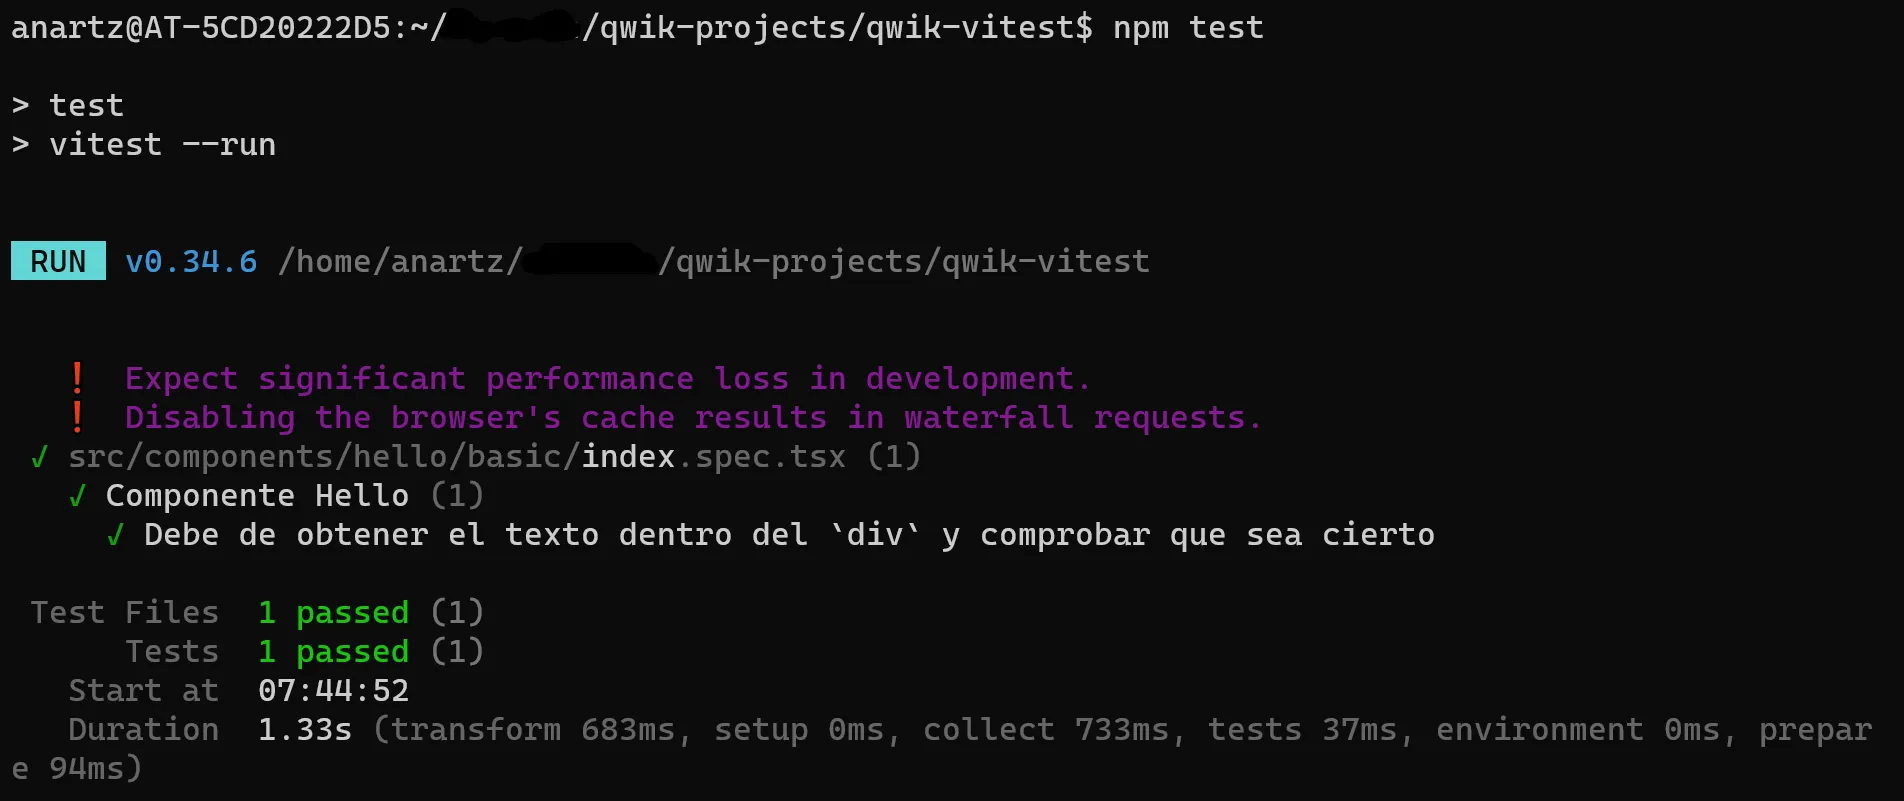 anartz@AT-5CD20222D5:~/ /qwik-projects/qwik-vitest$ npm test
> test
> vitest --run
RUN v0.34.6 /home/anartz/ /qwik-projects/qwik-vitest
❗ Expect significant performance loss in development.
❗ Disabling the browser's cache results in waterfall requests.
✓ src/components/hello/basic/index.spec.tsx (1)
✓ Componente Hello (1)
✓ Debe de obtener el texto dentro del `div` y comprobar que sea cierto
Test Files 1 passed (1)
Tests 1 passed (1)
Start at 07:44:52
Duration 1.33s (transform 683ms, setup 0ms, collect 733ms, tests 37ms, environment 0ms, prepar
e 94ms)